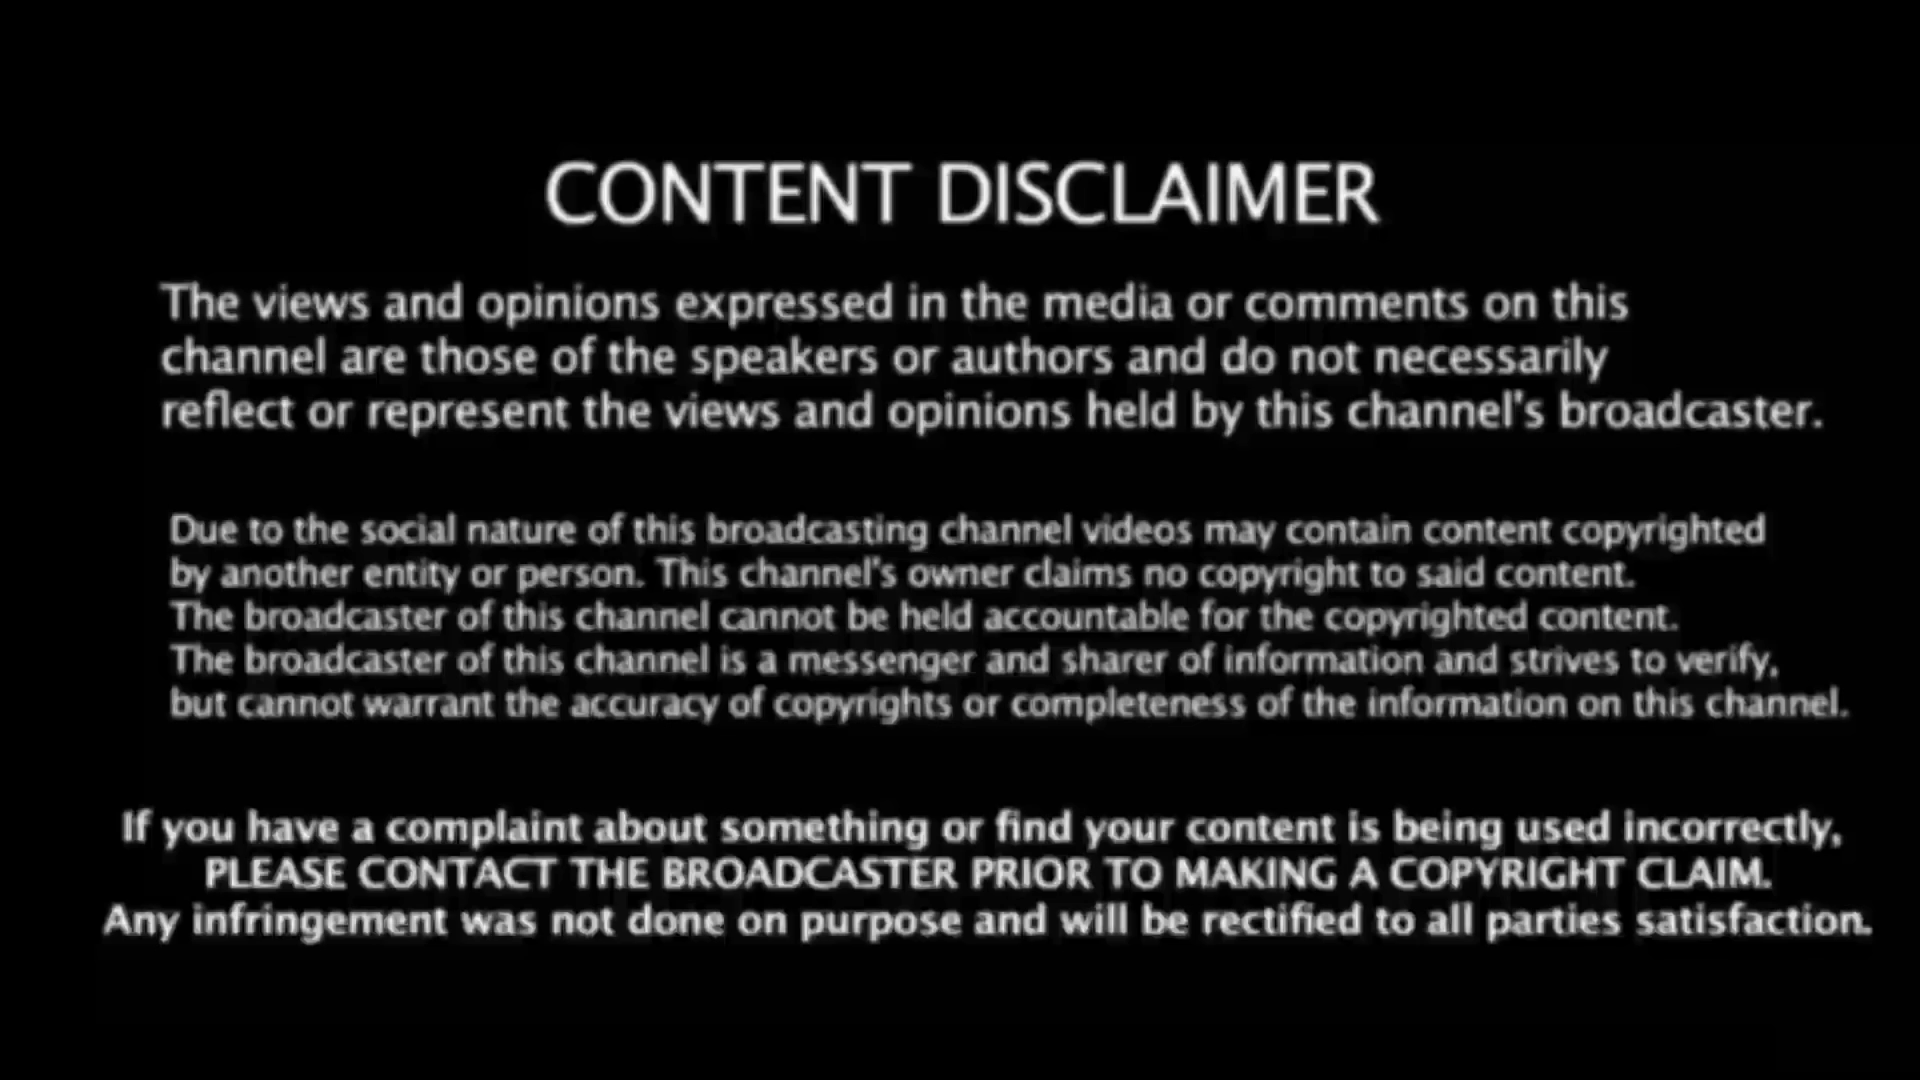 CONTENT DISCLAIMER
The views and opinions expressed in the media or comments on this
channel are those of the speakers or authors and do not necessarily
reflect or represent the views and opinions held by this channel's broadcaster.
Due to the social nature of this broadcasting channel videos may contain content copyrighted
by another entity or person. This channel's owner claims no copyright to said content.
The broadcaster of this channel cannot be held accountable for the copyrighted content.
The broadcaster of this channel is a messenger and sharer of information and strives to verify,
but cannot warrant the accuracy of copyrights or completeness of the information on this channel.
If you have a complaint about something or find your content is being used incorrectly,
PLEASE CONTACT THE BROADCASTER PRIOR TO MAKING A COPYRIGHT CLAIM.
Any infringement was not done on purpose and will be rectified to all parties satisfaction.